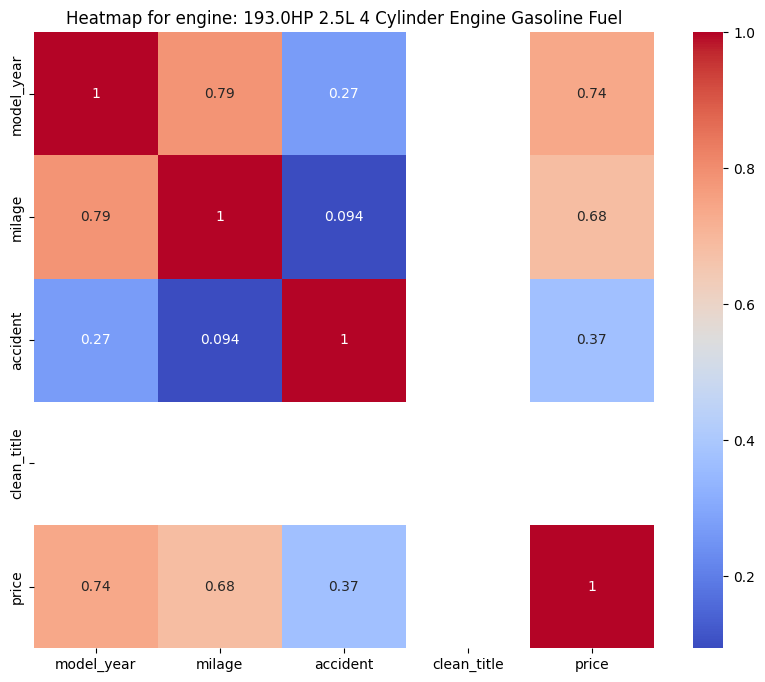 Heatmap for engine: 193.0HP 2.5L 4 Cylinder Engine Gasoline Fuel
model_year
1
0.79
0.27
0.74
milage
0.79
1
0.094
0.68
accident
0.27
0.094
1
0.37
clean_title
price
0.74
0.68
0.37
1
model_year
milage
accident
clean_title
price
1.0
0.8
0.6
0.4
0.2